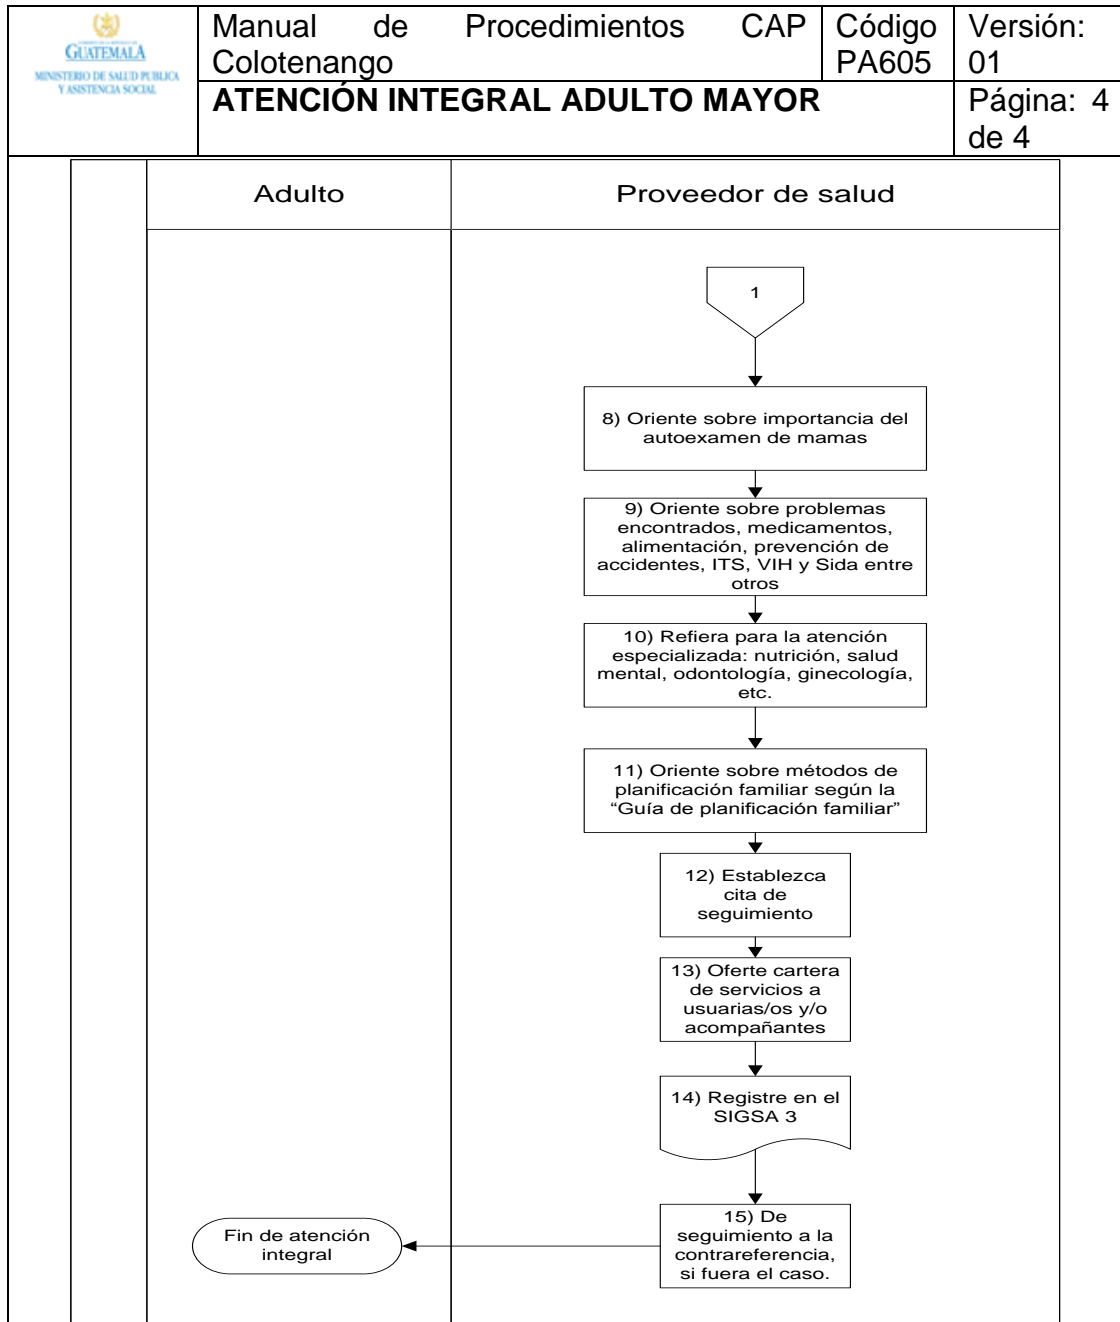 GOBIERNO DE LA REPÚBLICA DE
GUATEMALA
MINISTERIO DE SALUD PUBLICA
Y ASISTENCIA SOCIAL
Manual de Procedimientos CAP
Colotenango
Código
PA605
Versión:
01
ATENCIÓN INTEGRAL ADULTO MAYOR
Página: 4
de 4
Adulto
Proveedor de salud
1
8) Oriente sobre importancia del
autoexamen de mamas
9) Oriente sobre problemas
encontrados, medicamentos,
alimentación, prevención de
accidentes, ITS, VIH y Sida entre
otros
10) Refiera para la atención
especializada: nutrición, salud
mental, odontología, ginecología,
etc.
11) Oriente sobre métodos de
planificación familiar según la
“Guía de planificación familiar”
12) Establezca
cita de
seguimiento
13) Oferte cartera
de servicios a
usuarias/os y/o
acompañantes
14) Registre en el
SIGSA 3
15) De
seguimiento a la
contrareferencia,
si fuera el caso.
Fin de atención
integral